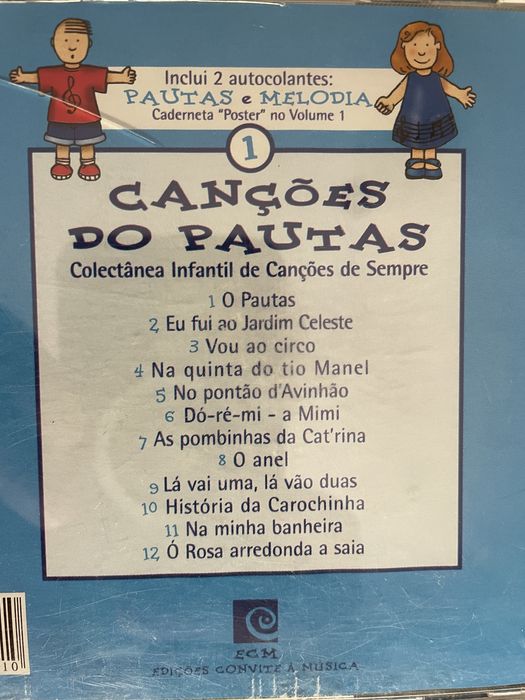 Inclui 2 autocolantes:
PAUTAS e MELODIA
Caderneta "Poster" no Volume 1
1
CANÇÕES
DO PAUTAS
Colectânea Infantil de Canções de Sempre
1 O Pautas
2 Eu fui ao Jardim Celeste
3 Vou ao circo
4 Na quinta do tio Manel
5 No pontão d'Avinhão
6 Dó-ré-mi - a Mimi
7 As pombinhas da Cat'rina
8 O anel
9 Lá vai uma, lá vão duas
10 História da Carochinha
11 Na minha banheira
12 Ó Rosa arredonda a saia
ECM
EDIÇÕES CONVITE À MÚSICA
10